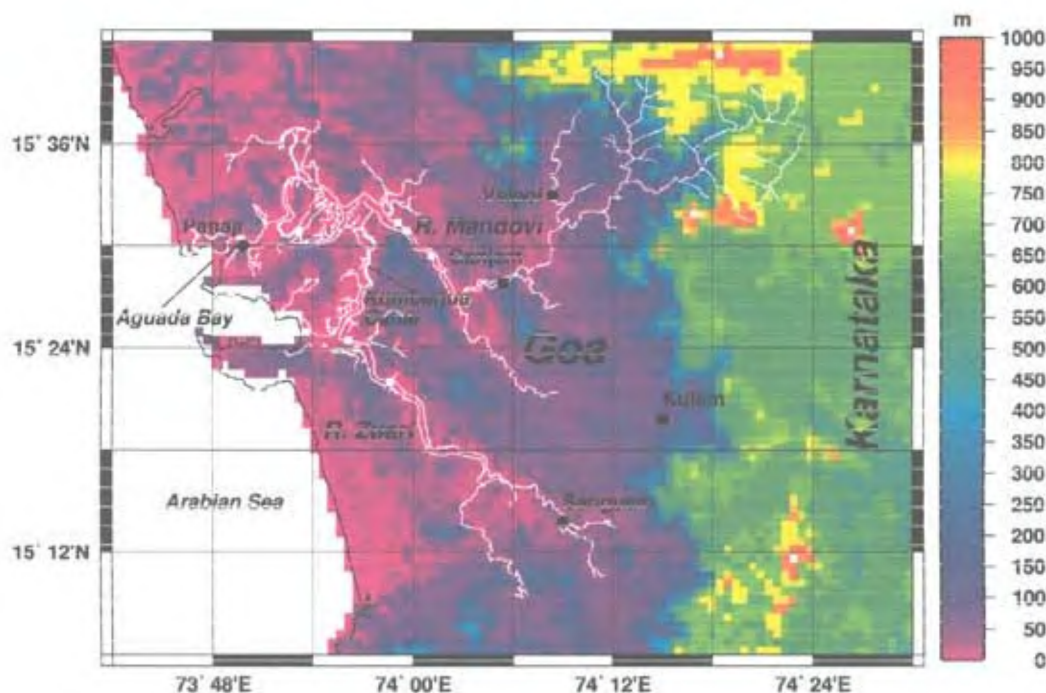 m
1000
950
900
850
800
750
700
650
600
550
500
450
400
350
300
250
200
150
100
50
0
15° 36'N
15° 24'N
15° 12'N
73° 48'E
74° 00'E
74° 12'E
74° 24'E
R. Mandovi
Aguada Bay
Goa
Karnataka
Kulem
R. Zuari
Arabian Sea